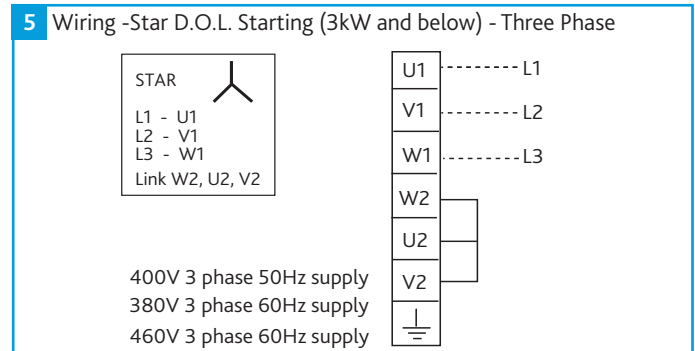 5 Wiring -Star D.O.L. Starting (3kW and below) - Three Phase
STAR
L1 - U1
L2 - V1
L3 - W1
Link W2, U2, V2
U1 L1
V1 L2
W1 L3
W2
U2
V2
400V 3 phase 50Hz supply
380V 3 phase 60Hz supply
460V 3 phase 60Hz supply